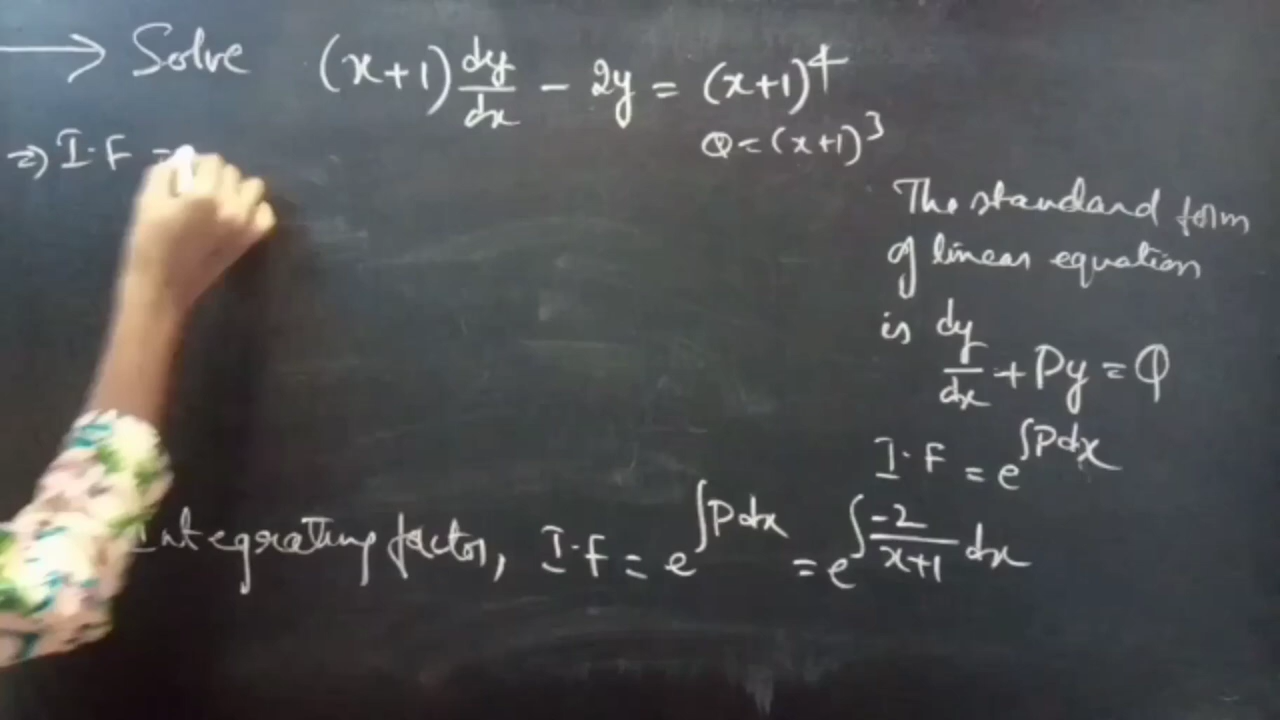 → Solve (x+1) dy/dx - 2y = (x+1)^4
Q = (x+1)^3
⇒) I.F =
The standard form
of linear equation
is dy/dx + Py = Q
I.F = e^∫Pdx
Integrating factor, I.F = e^∫Pdx = e^∫-2/x+1 dx